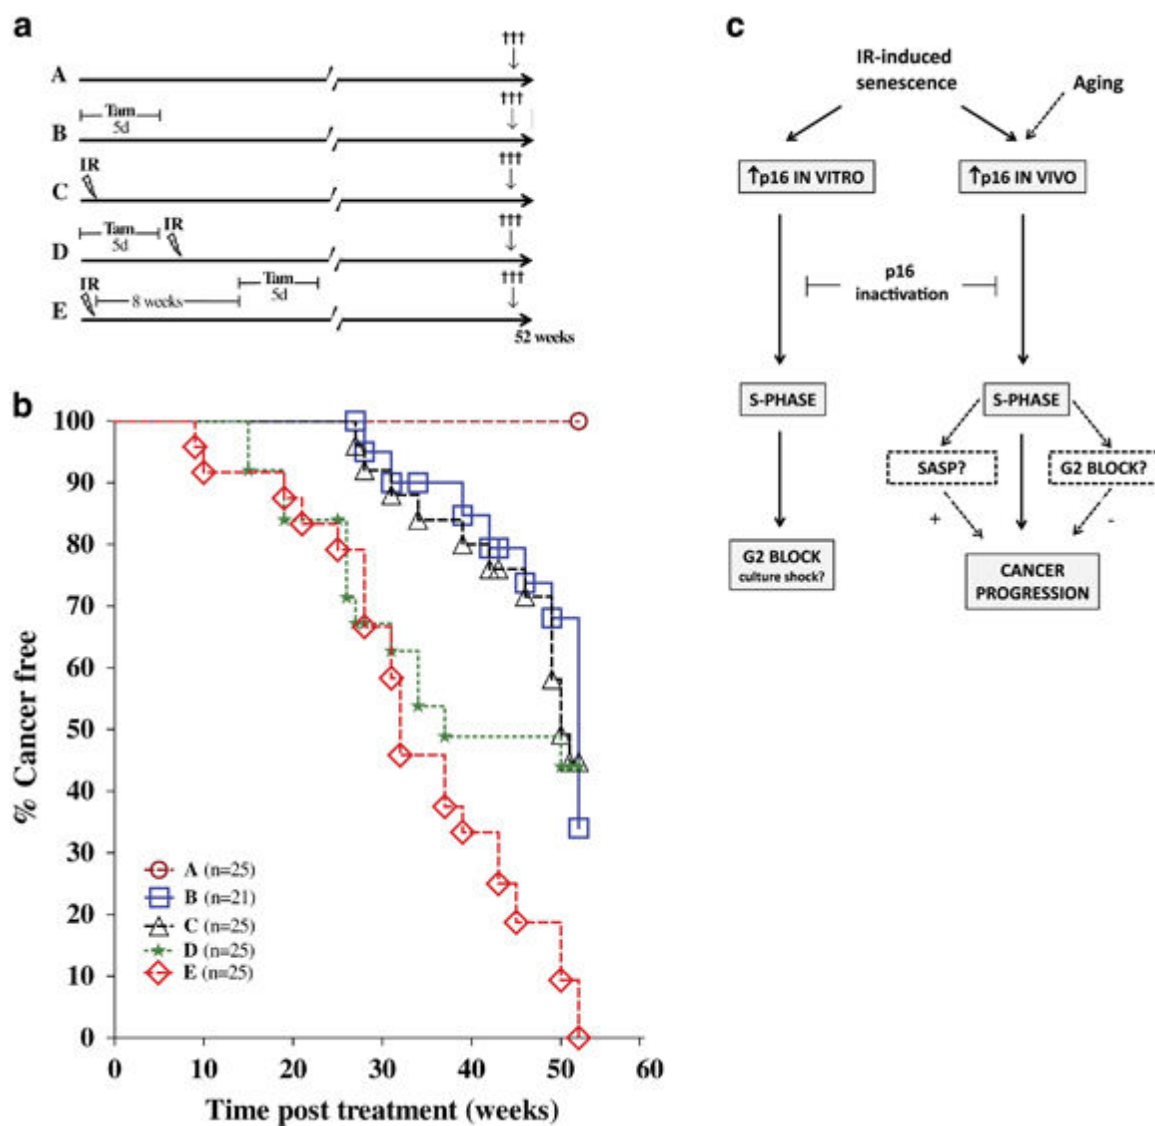 a
†††
A
Tam
5d
†††
B
IR
†††
C
Tam
5d
IR
†††
D
IR
8 weeks
Tam
5d
†††
E
52 weeks
b
100
90
80
70
60
50
40
30
20
10
0
% Cancer free
A (n=25)
B (n=21)
C (n=25)
D (n=25)
E (n=25)
0 10 20 30 40 50 60
Time post treatment (weeks)
c
IR-induced
senescence
Aging
↑p16 IN VITRO
↑p16 IN VIVO
p16
inactivation
S-PHASE
S-PHASE
SASP?
G2 BLOCK?
+
-
G2 BLOCK
culture shock?
CANCER
PROGRESSION